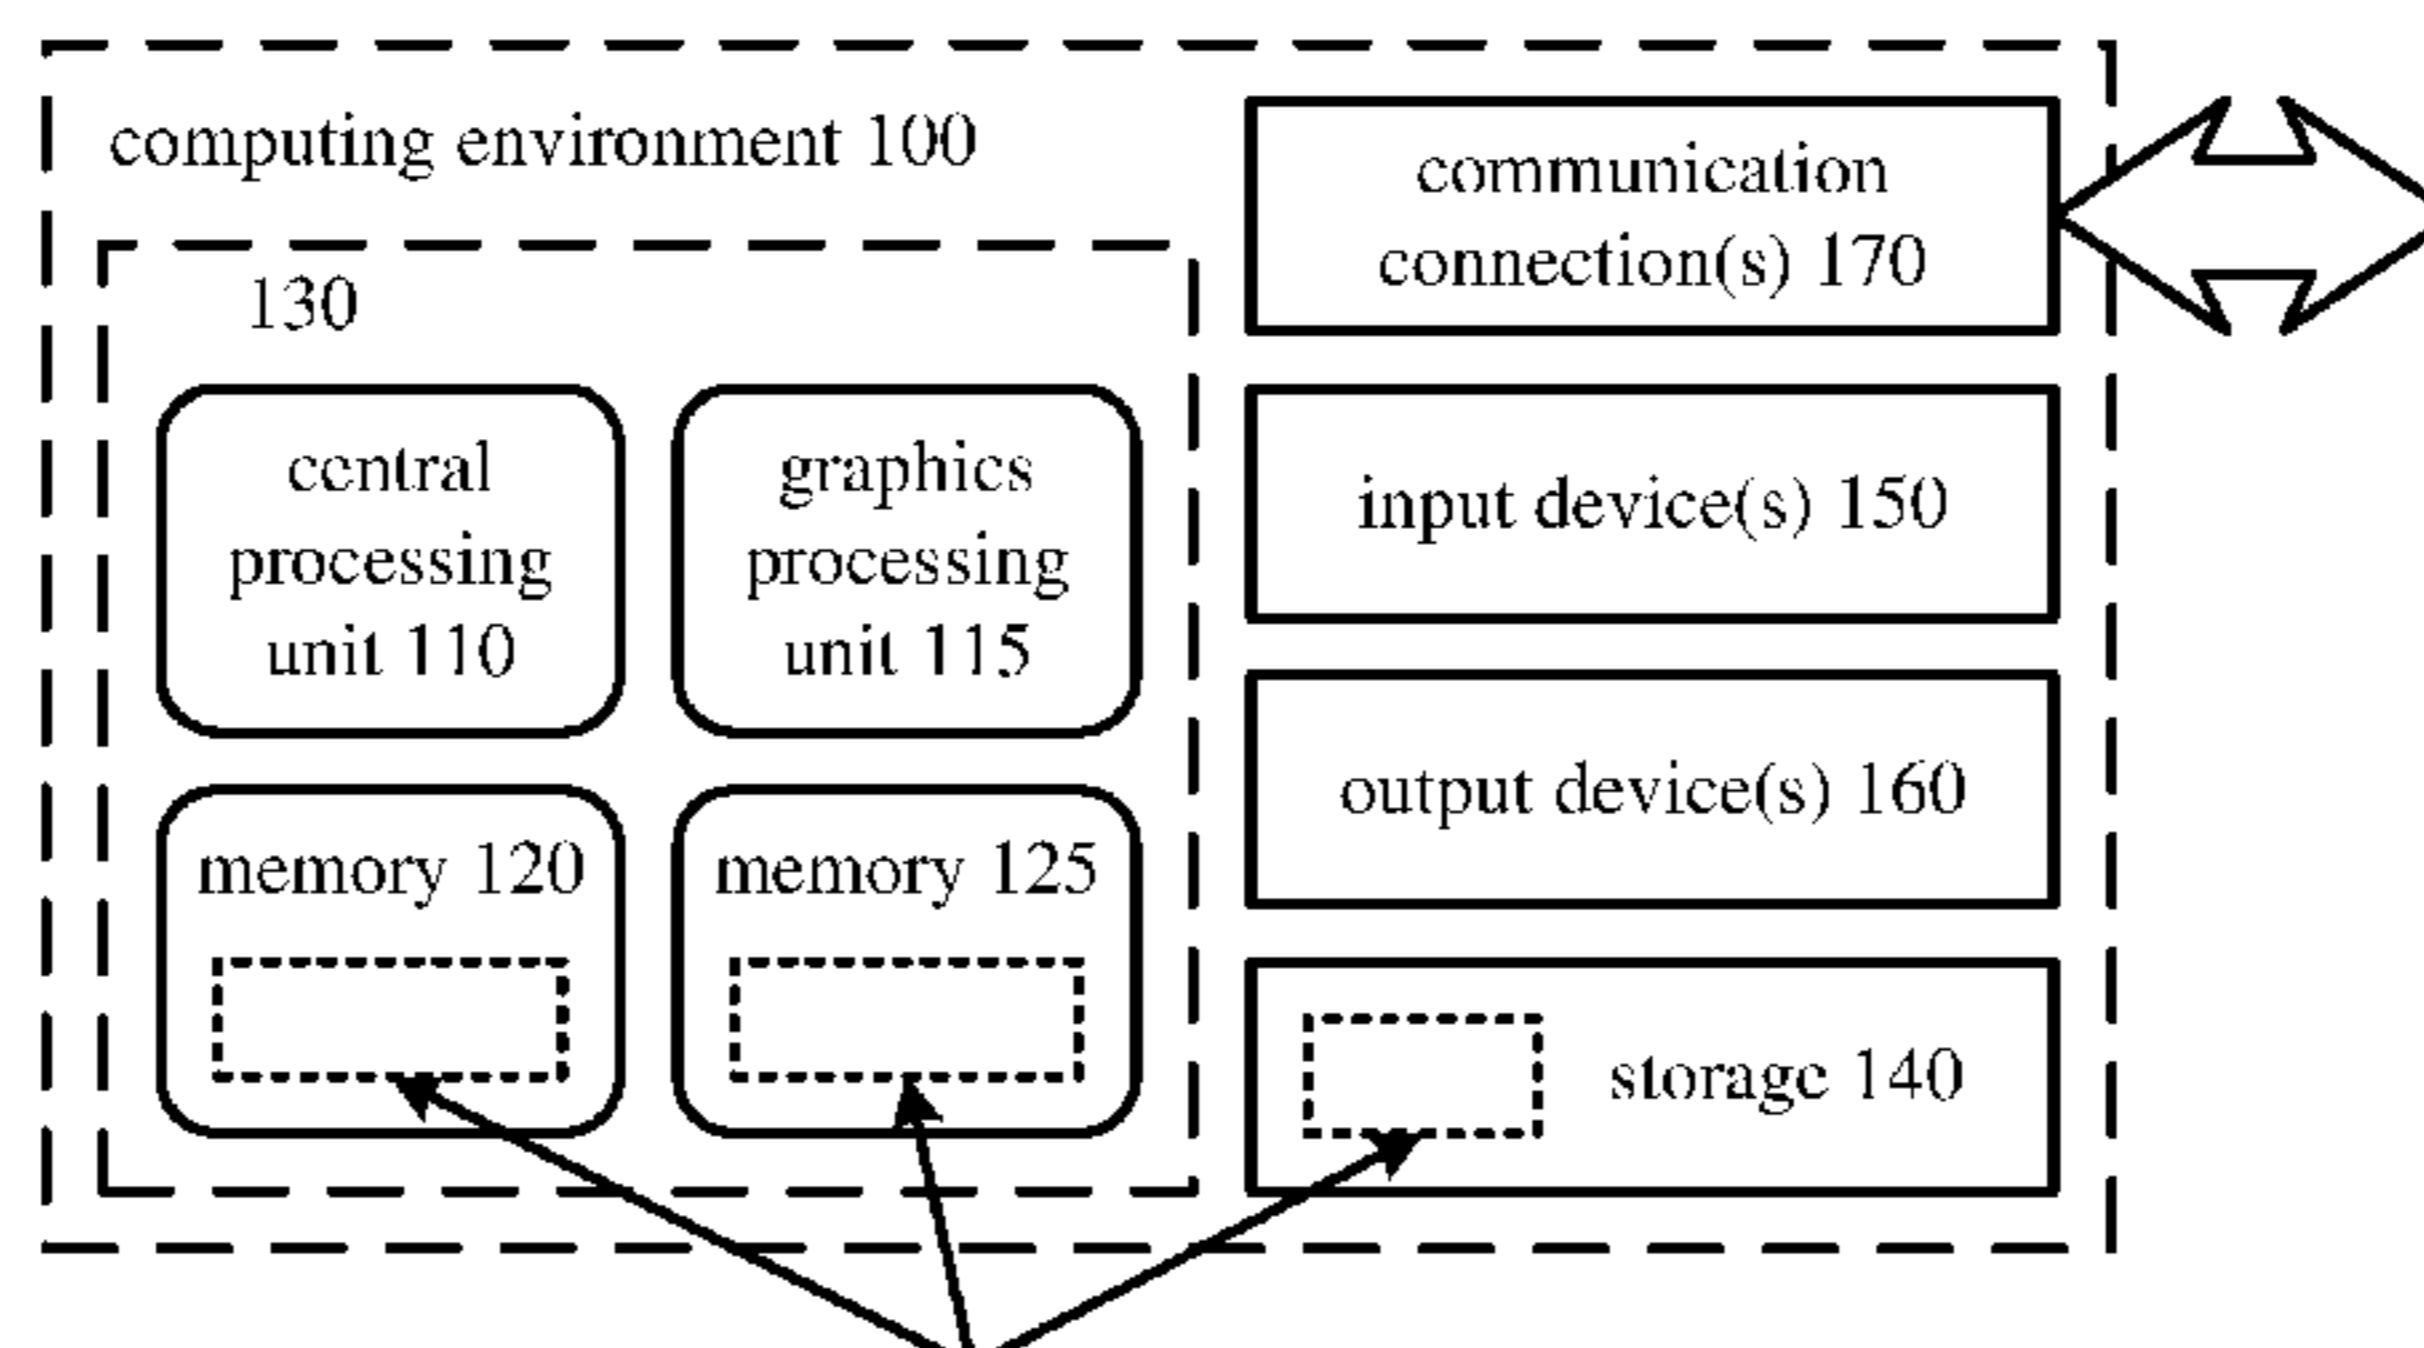 computing environment 100
130
central
processing
unit 110
graphics
processing
unit 115
memory 120
memory 125
communication
connection(s) 170
input device(s) 150
output device(s) 160
storage 140